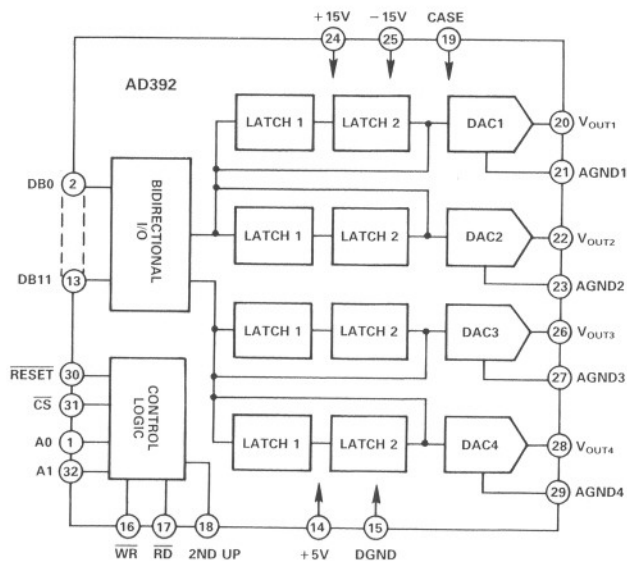 +15V
-15V
CASE
24
25
19
AD392
LATCH 1
LATCH 2
DAC1
20
VOUT1
21
AGND1
DB0
2
BIDIRECTIONAL
I/O
LATCH 1
LATCH 2
DAC2
22
VOUT2
23
AGND2
DB11
13
LATCH 1
LATCH 2
DAC3
26
VOUT3
27
AGND3
RESET
30
CS
31
A0
1
A1
32
CONTROL
LOGIC
LATCH 1
LATCH 2
DAC4
28
VOUT4
29
AGND4
16
17
18
14
15
WR
RD
2ND UP
+5V
DGND